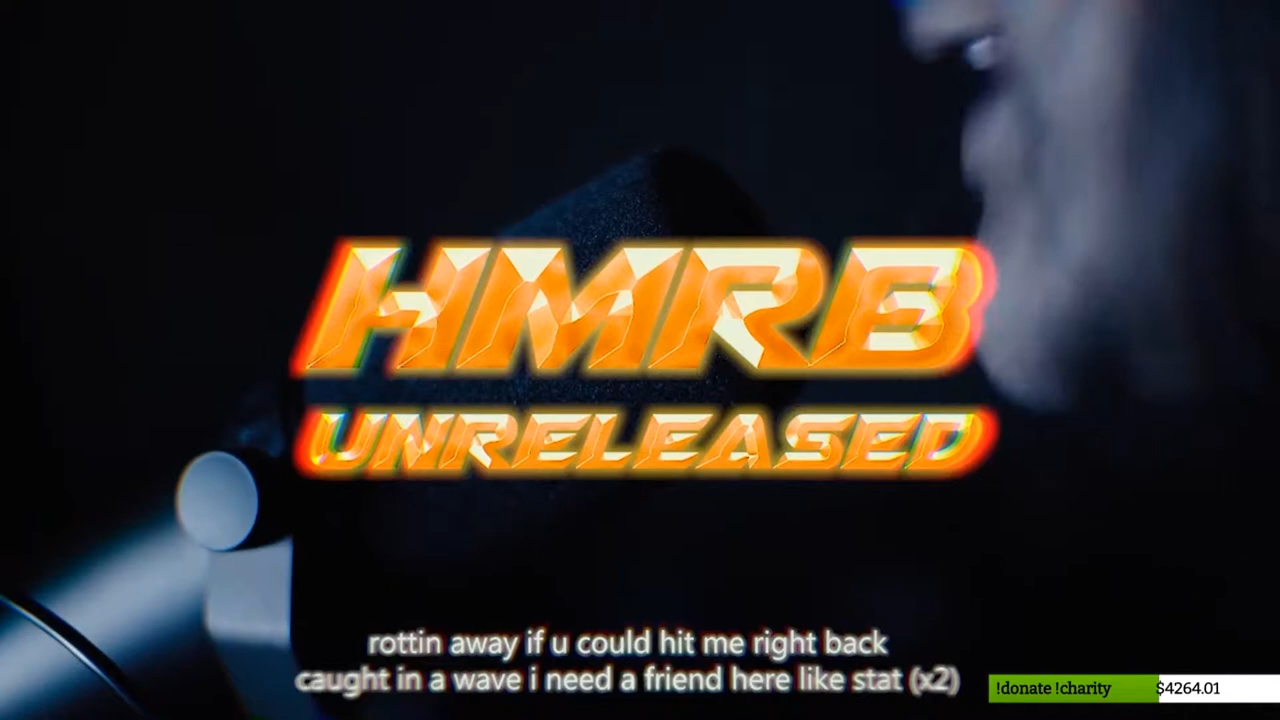 HMRB
UNRELEASED
rottin away if u could hit me right back
caught in a wave i need a friend here like stat (x2)
!donate !charity $4264.01